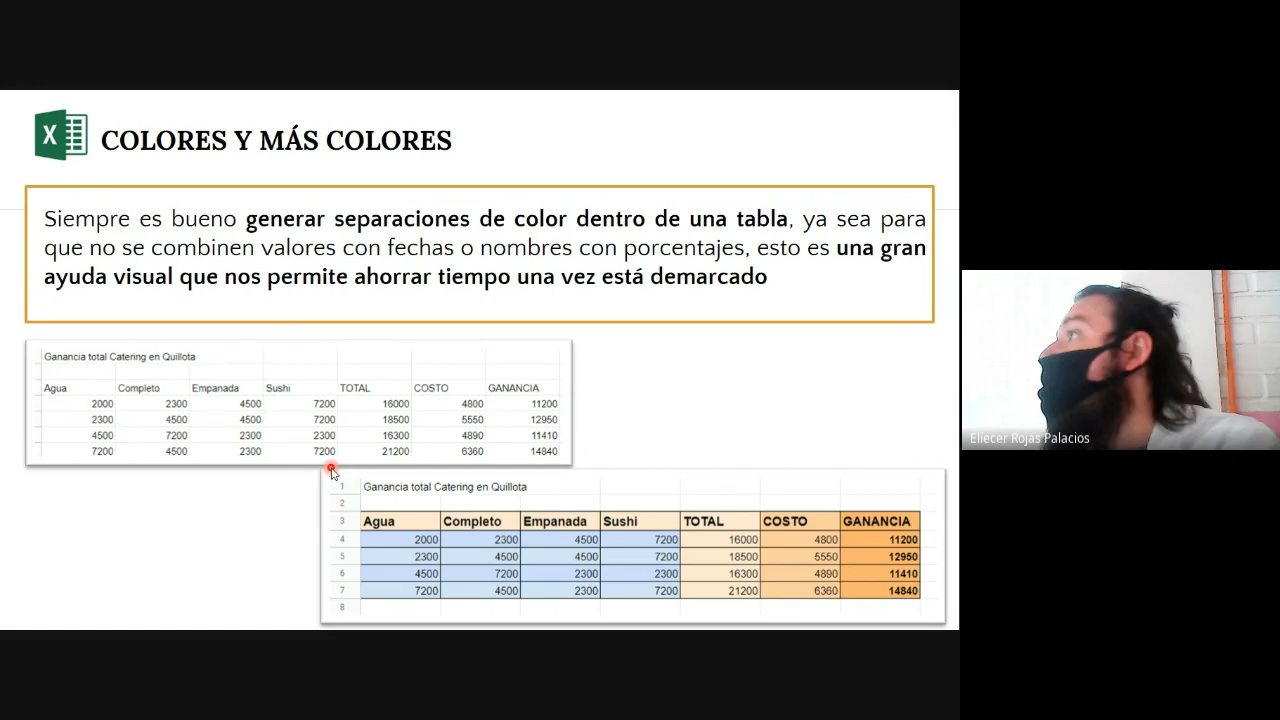 X
COLORES Y MÁS COLORES
Siempre es bueno generar separaciones de color dentro de una tabla, ya sea para
que no se combinen valores con fechas o nombres con porcentajes, esto es una gran
ayuda visual que nos permite ahorrar tiempo una vez está demarcado
Ganancia total Catering en Quillota
Agua Completo Empanada Sushi TOTAL COSTO GANANCIA
2000 2300 4500 7200 16000 4800 11200
2300 4500 4500 7200 18500 5550 12950
4500 7200 2300 2300 16300 4890 11410
7200 4500 2300 7200 21200 6360 14840
1 Ganancia total Catering en Quillota
2
3 Agua Completo Empanada Sushi TOTAL COSTO GANANCIA
4 2000 2300 4500 7200 16000 4800 11200
5 2300 4500 4500 7200 18500 5550 12950
6 4500 7200 2300 2300 16300 4890 11410
7 7200 4500 2300 7200 21200 6360 14840
8
Eliecer Rojas Palacios